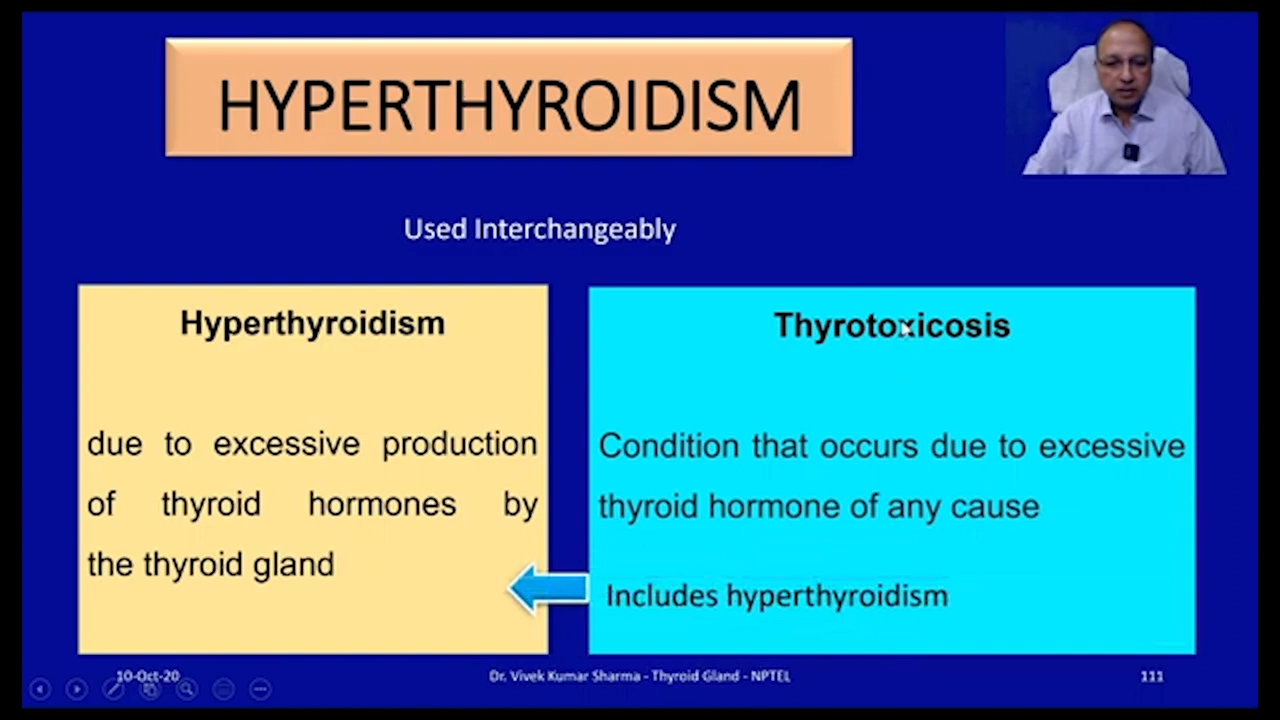 HYPERTHYROIDISM
Used Interchangeably
Hyperthyroidism
due to excessive production
of thyroid hormones by
the thyroid gland
Thyrotoxicosis
Condition that occurs due to excessive
thyroid hormone of any cause
Includes hyperthyroidism
10-Oct-20
Dr. Vivek Kumar Sharma - Thyroid Gland - NPTEL
111